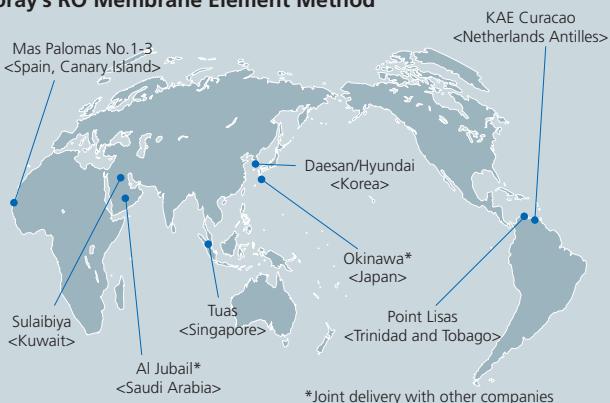 RO Membrane Element Method
KAE Curacao
<Netherlands Antilles>
Mas Palomas No.1-3
<Spain, Canary Island>
Daesan/Hyundai
<Korea>
Okinawa*
<Japan>
Tuas
<Singapore>
Point Lisas
<Trinidad and Tobago>
Sulaibiya
<Kuwait>
Al Jubail*
<Saudi Arabia>
*Joint delivery with other companies